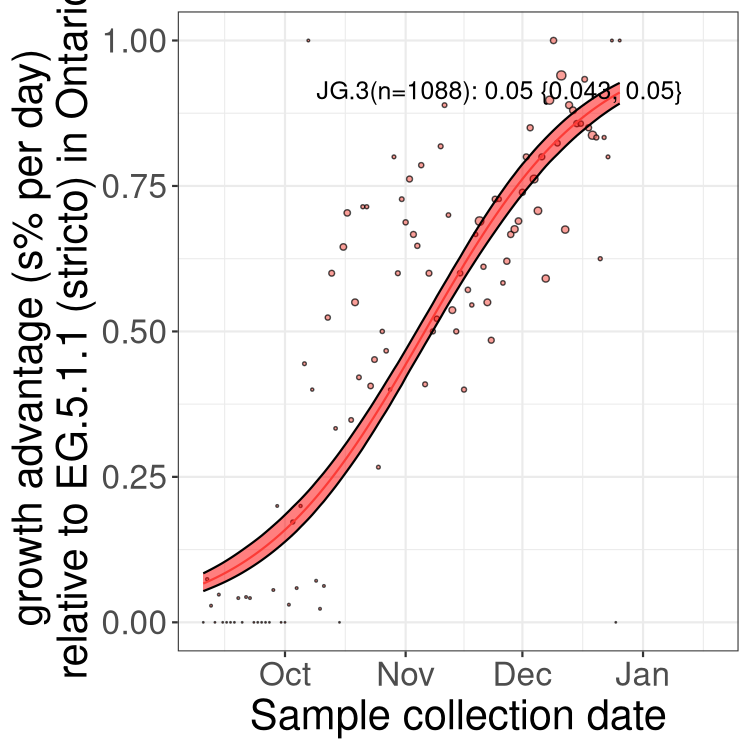 growth advantage (s% per day)
relative to EG.5.1.1 (stricto) in Ontario
1.00
0.75
0.50
0.25
0.00
JG.3(n=1088): 0.05 {0.043, 0.05}
Oct Nov Dec Jan
Sample collection date